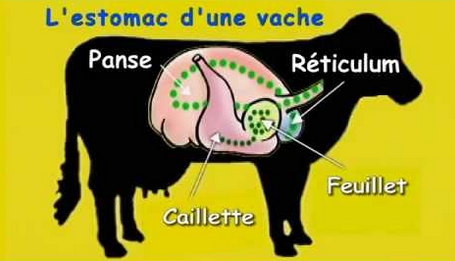 L'estomac d'une vache
Panse
Réticulum
Feuillet
Caillette